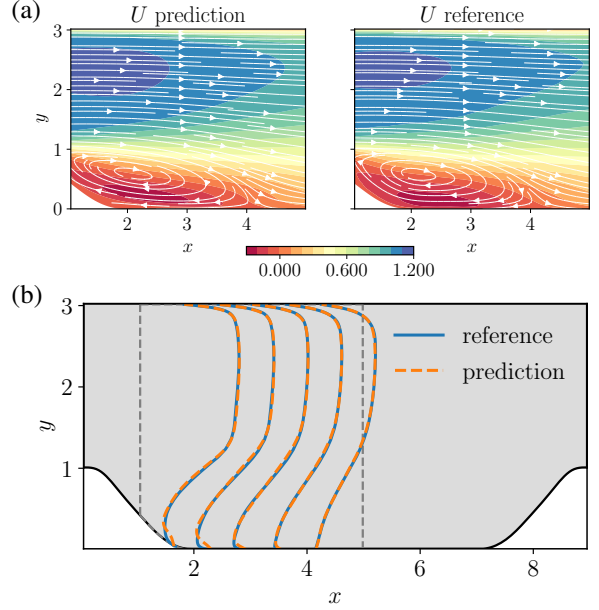 (a)
U prediction
U reference
3
2
1
0
y
2
3
4
2
3
4
x
x
0.000 0.600 1.200
(b)
3
2
1
y
reference
prediction
2
4
6
8
x